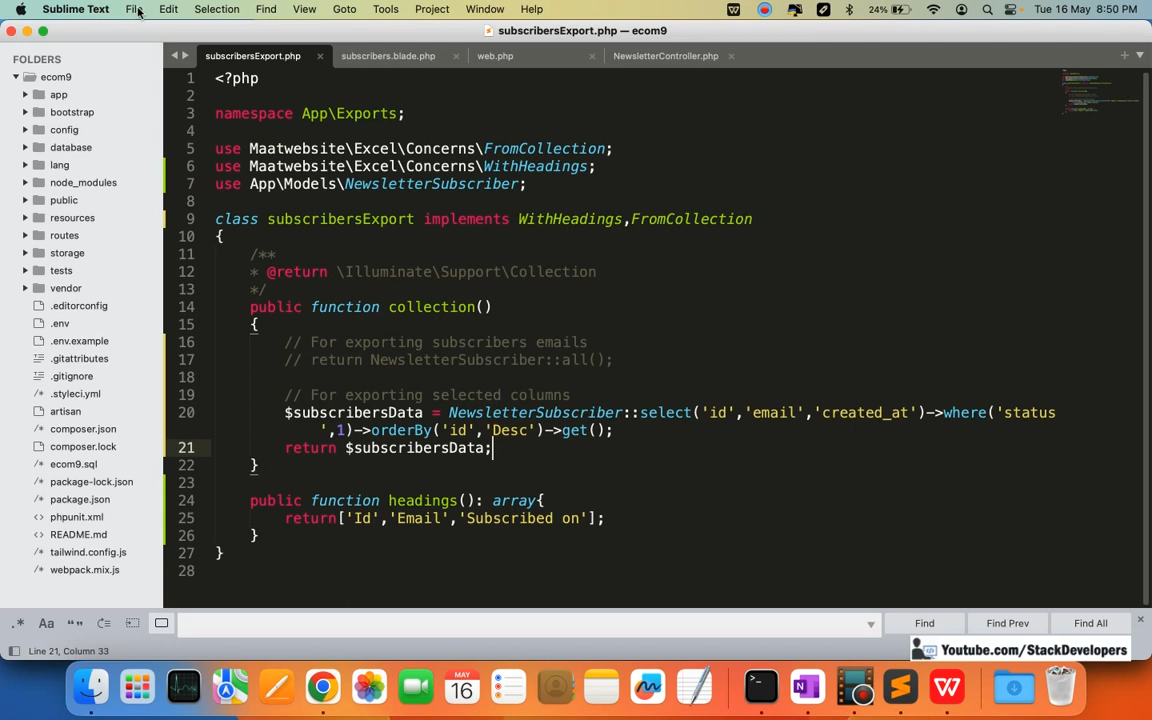 Sublime Text File Edit Selection Find View Goto Tools Project Window Help 24% Tue 16 May 8:50 PM
subscribersExport.php — ecom9
FOLDERS
ecom9
app
bootstrap
config
database
lang
node_modules
public
resources
routes
storage
tests
vendor
.editorconfig
.env
.env.example
.gitattributes
.gitignore
.styleci.yml
artisan
composer.json
composer.lock
ecom9.sql
package-lock.json
package.json
phpunit.xml
README.md
tailwind.config.js
webpack.mix.js
subscribersExport.php subscribers.blade.php web.php NewsletterController.php
1 <?php
2
3 namespace App\Exports;
4
5 use Maatwebsite\Excel\Concerns\FromCollection;
6 use Maatwebsite\Excel\Concerns\WithHeadings;
7 use App\Models\NewsletterSubscriber;
8
9 class subscribersExport implements WithHeadings,FromCollection
10 {
11 /**
12 * @return \Illuminate\Support\Collection
13 */
14 public function collection()
15 {
16 // For exporting subscribers emails
17 // return NewsletterSubscriber::all();
18
19 // For exporting selected columns
20 $subscribersData = NewsletterSubscriber::select('id','email','created_at')->where('status
',1)->orderBy('id','Desc')->get();
21 return $subscribersData;
22 }
23
24 public function headings(): array{
25 return['Id','Email','Subscribed on'];
26 }
27 }
28
.* Aa “” Find Find Prev Find All
Line 21, Column 33
Youtube.com/StackDevelopers
MAY
16